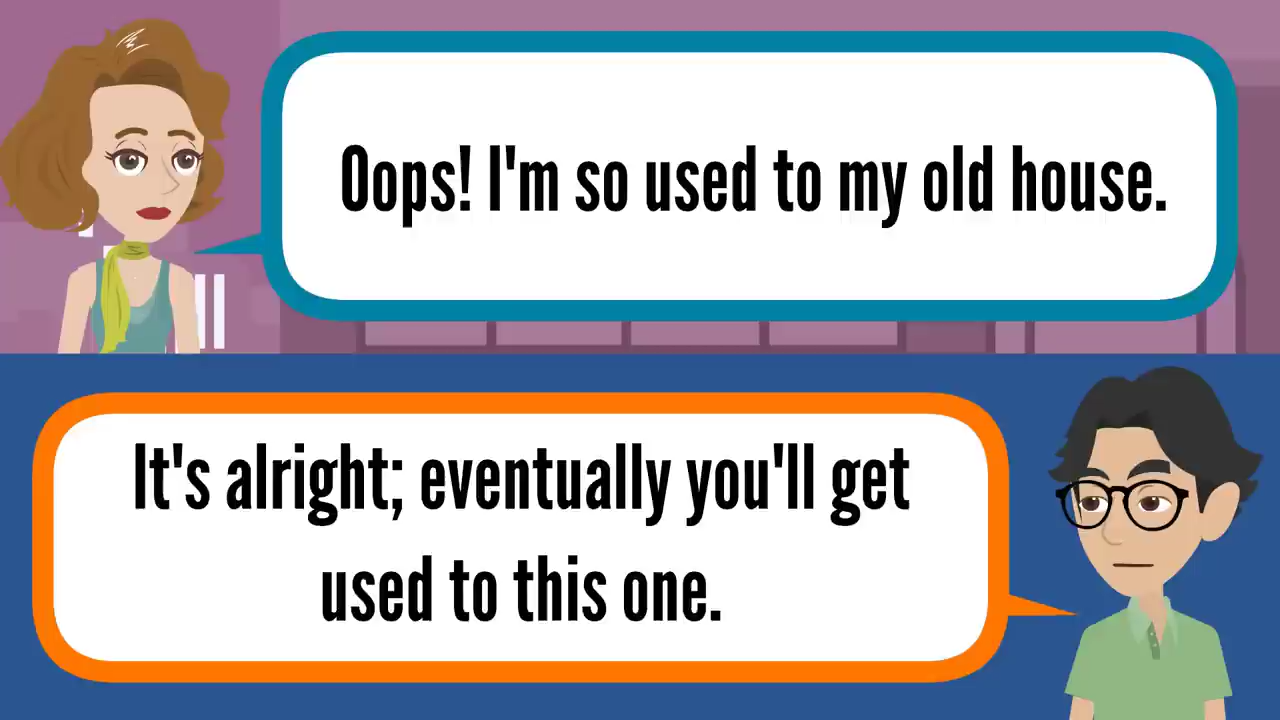 Oops! I'm so used to my old house.
It's alright; eventually you'll get
used to this one.